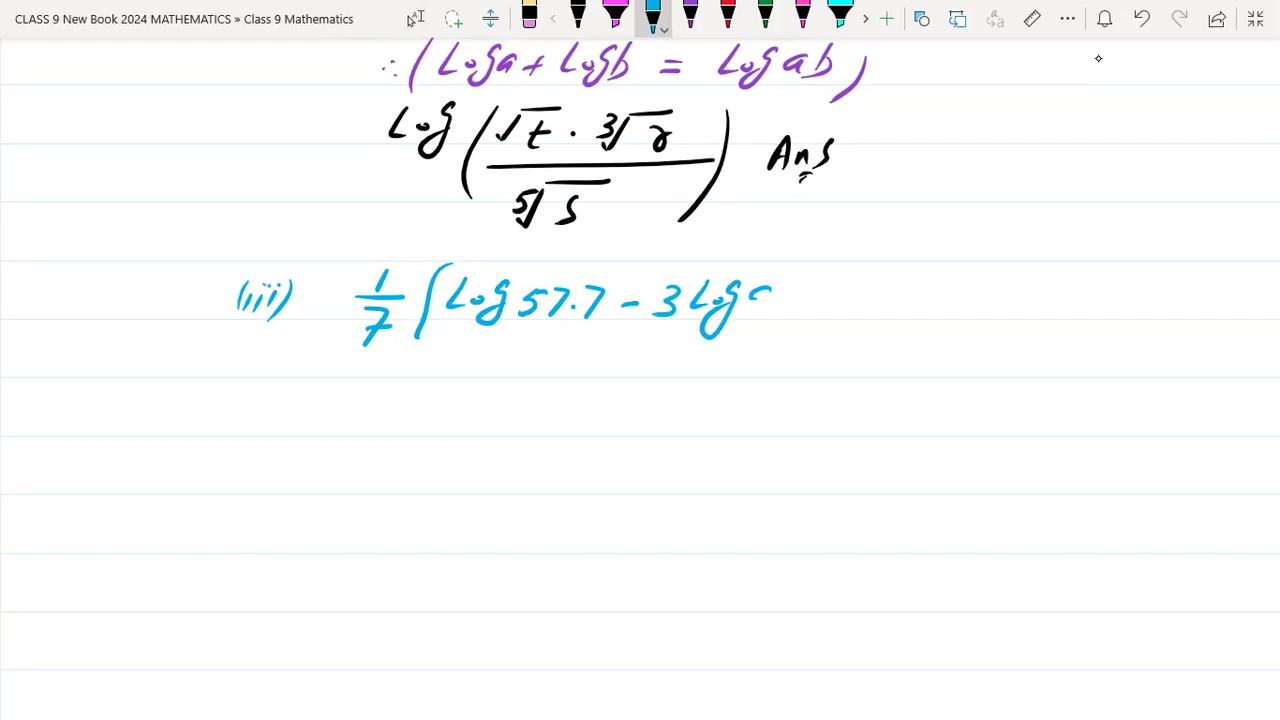 CLASS 9 New Book 2024 MATHEMATICS » Class 9 Mathematics
∴ (Log a + Log b = Log ab)
Log (√t · ∛r / ⁵√s) Ans
(iii) 1/7 (Log 57.7 - 3 Log